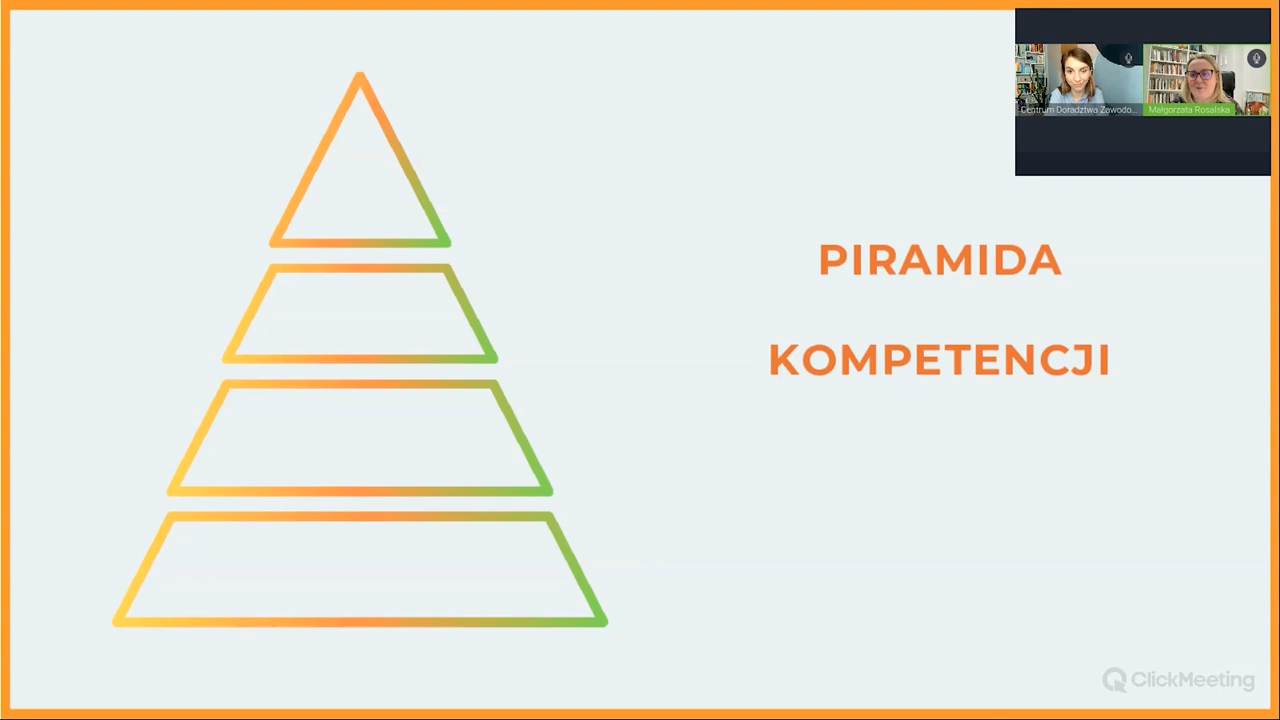 Centrum Doradztwa Zawodo...
Małgorzata Rosalska
PIRAMIDA
KOMPETENCJI
ClickMeeting